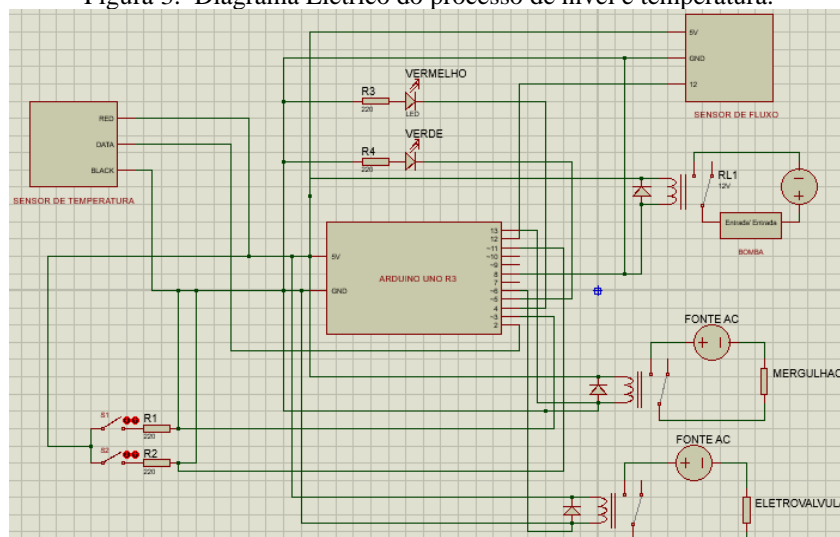 Figura 3:  Diagrama Elétrico do processo de nível e temperatura.
5V
GND
12
SENSOR DE FLUXO
VERMELHO
R3
220
LED
VERDE
R4
220
RED
DATA
BLACK
SENSOR DE TEMPERATURA
RL1
12V
Entrada/ Entrada
BOMBA
5V
GND
ARDUINO UNO R3
13
12
~11
~10
~9
8
7
~6
~5
4
~3
2
FONTE AC
MERGULHAO
S1
R1
220
S2
R2
220
FONTE AC
ELETROVALVULA